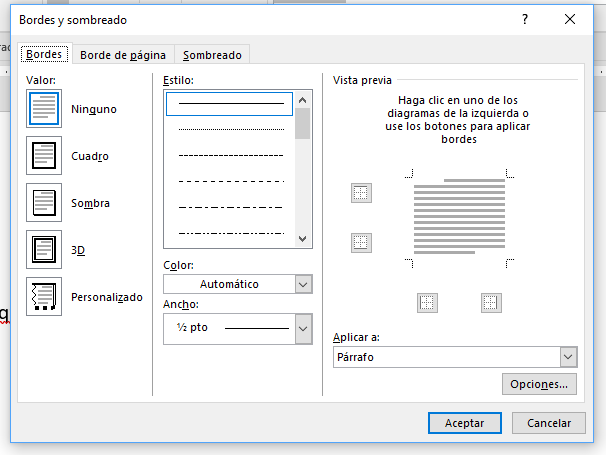 Bordes y sombreado
Bordes
Borde de página
Sombreado
Valor:
Ninguno
Cuadro
Sombra
3D
Personalizado
Estilo:
Color:
Automático
Ancho:
½ pto
Vista previa
Haga clic en uno de los
diagramas de la izquierda o
use los botones para aplicar
bordes
Aplicar a:
Párrafo
Opciones...
Aceptar
Cancelar
q